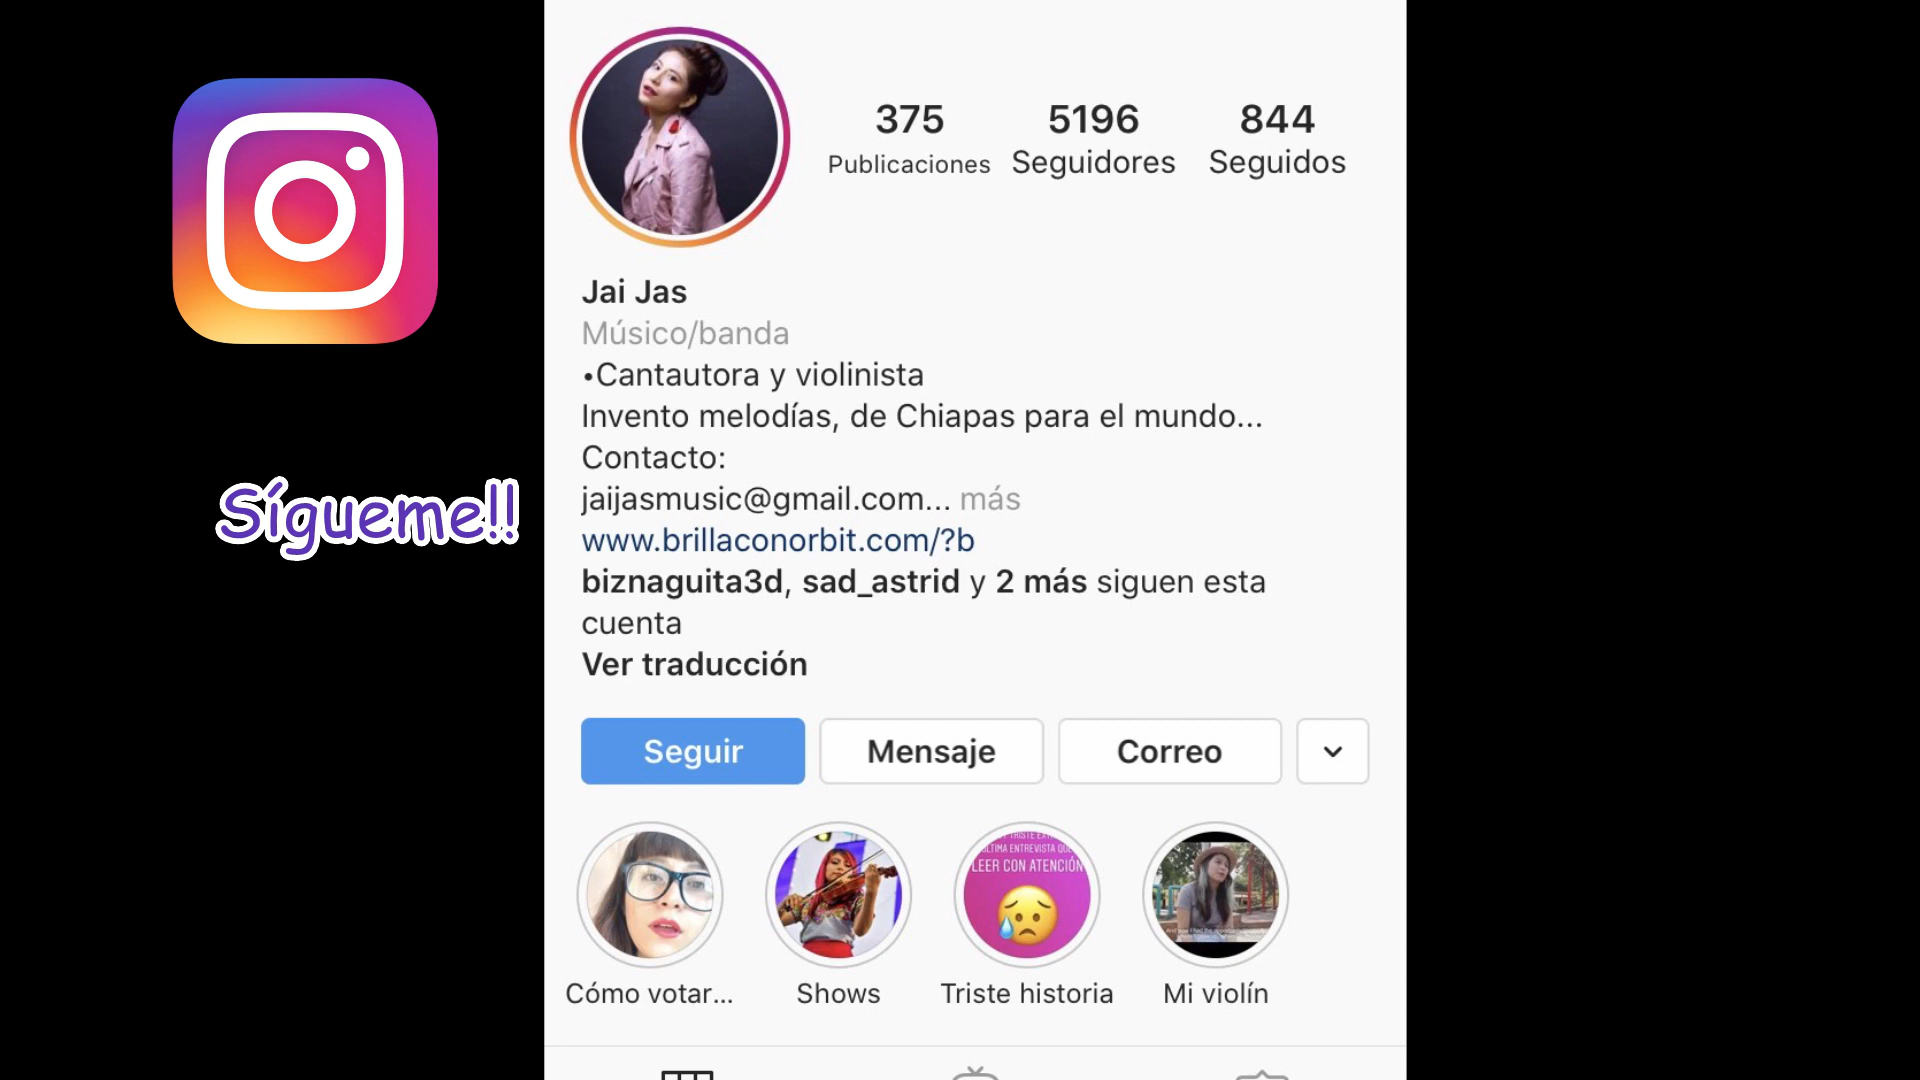 375 5196 844
Publicaciones Seguidores Seguidos
Jai Jas
Músico/banda
•Cantautora y violinista
Invento melodías, de Chiapas para el mundo...
Contacto:
jaijasmusic@gmail.com... más
www.brillaconorbit.com/?b
biznaguita3d, sad_astrid y 2 más siguen esta
cuenta
Ver traducción
Sígueme!!
Seguir Mensaje Correo
LEER CON ATENCIÓN
Cómo votar... Shows Triste historia Mi violín